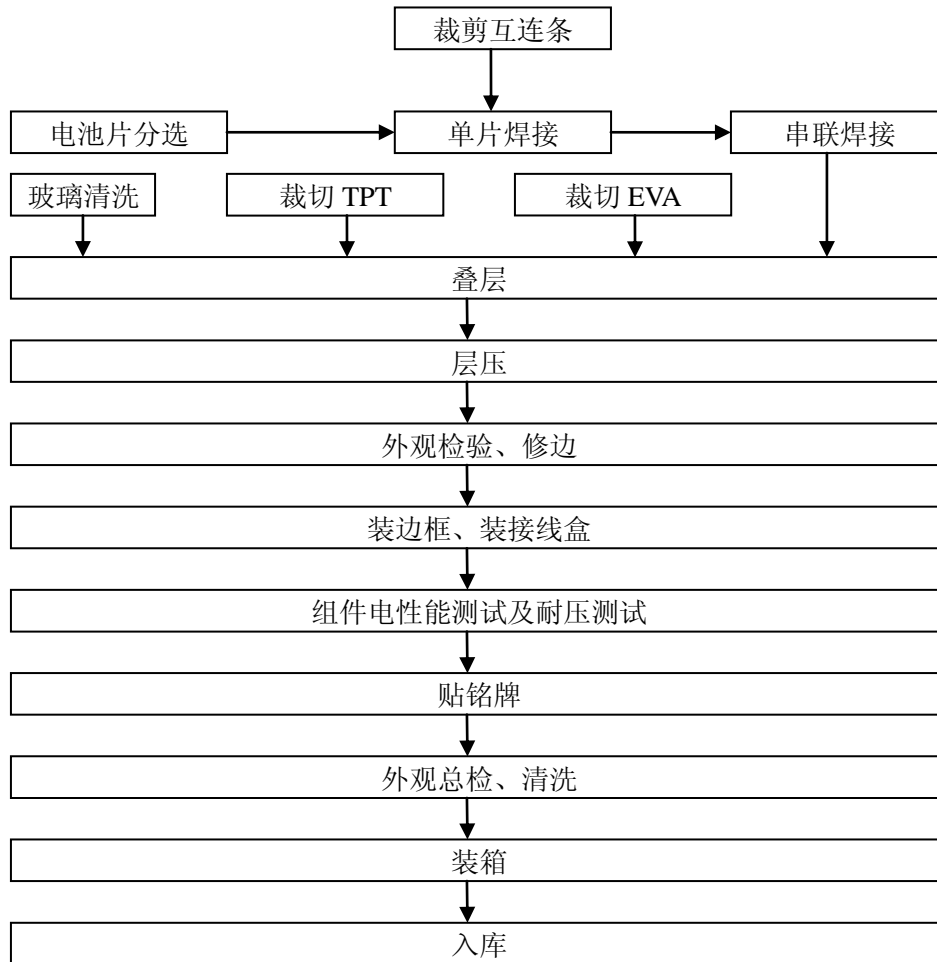 裁剪互连条
电池片分选
单片焊接
串联焊接
玻璃清洗
裁切 TPT
裁切 EVA
叠层
层压
外观检验、修边
装边框、装接线盒
组件电性能测试及耐压测试
贴铭牌
外观总检、清洗
装箱
入库